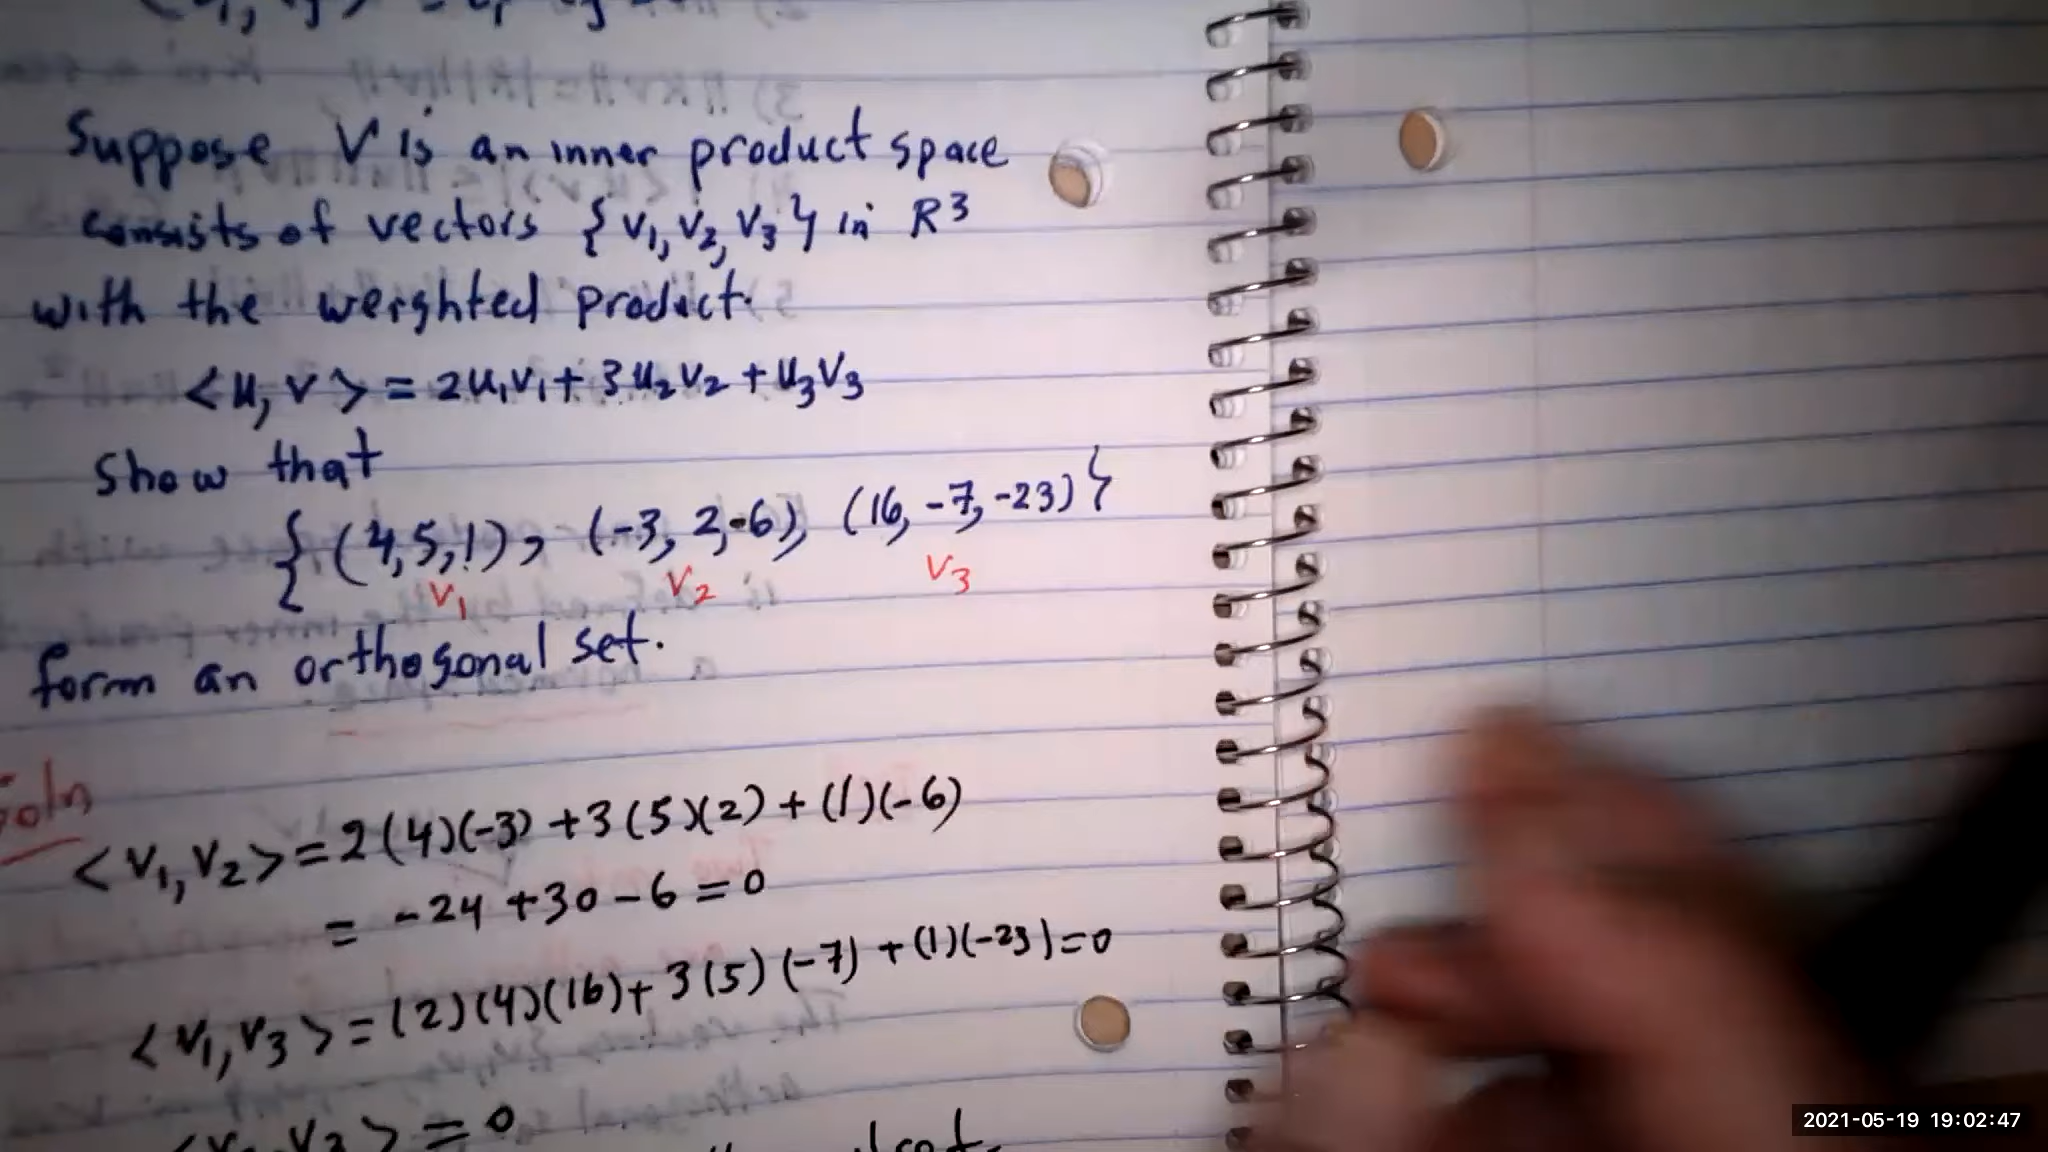 Suppose V is an inner product space
consists of vectors {v₁, v₂, v₃} in R³
with the weighted product.
<u, v> = 2u₁v₁ + 3u₂v₂ + u₃v₃
Show that
{(4,5,1), (-3, 2,-6), (16, -7, -23)}
v₁ v₂ v₃
form an orthogonal set.
Soln
<v₁, v₂> = 2(4)(-3) + 3(5)(2) + (1)(-6)
= -24 + 30 - 6 = 0
<v₁, v₃> = (2)(4)(16) + 3(5)(-7) + (1)(-23) = 0
v₃> = 0
2021-05-19 19:02:47